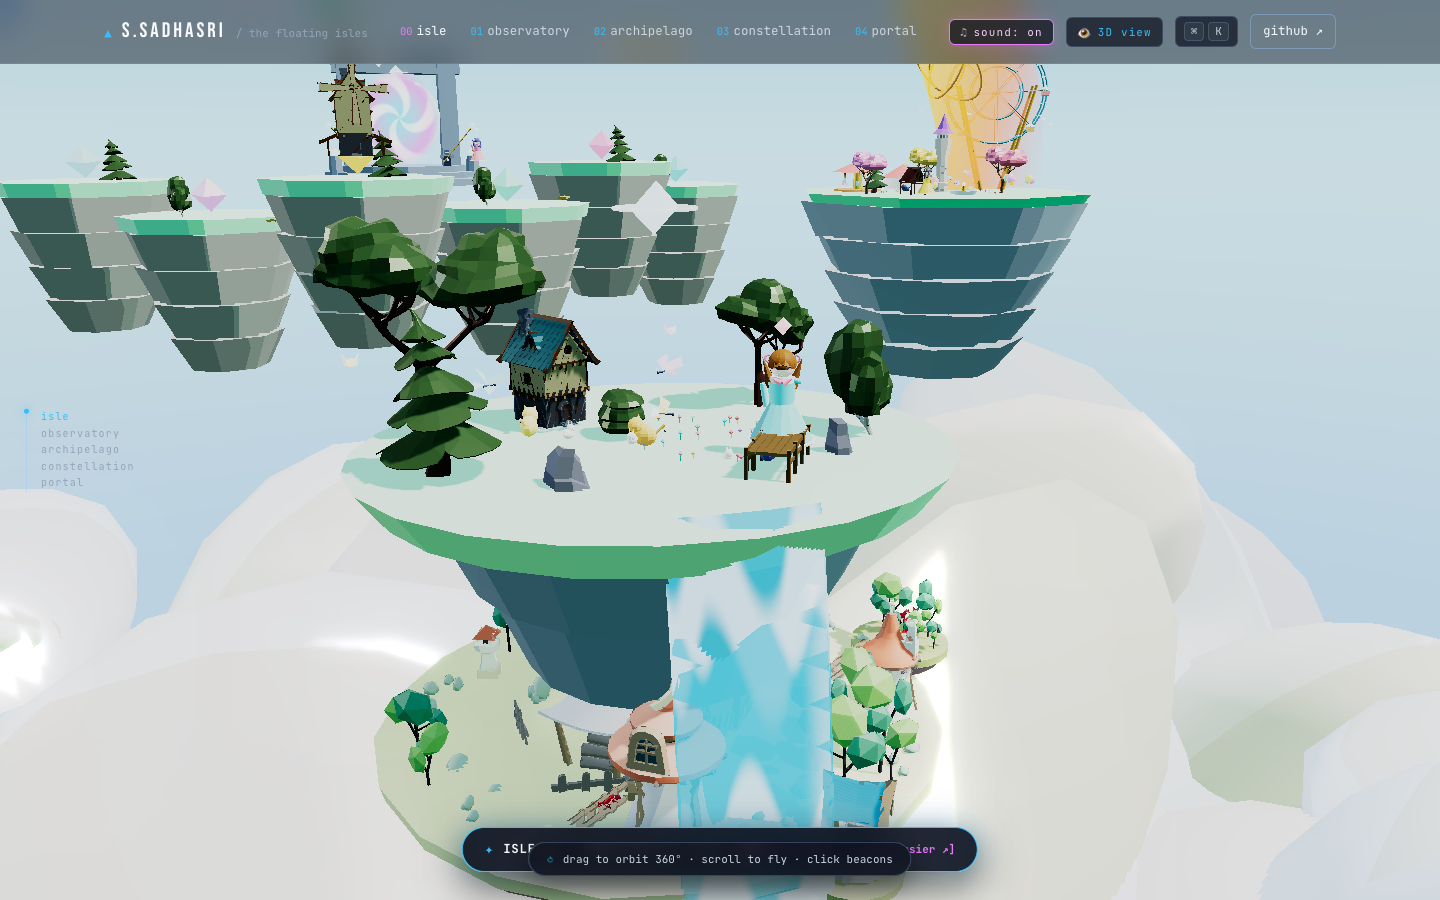 ▲ S.SADHASRI / the floating isles 00 isle 01 observatory 02 archipelago 03 constellation 04 portal ♫ sound: on 3D view ⌘ K github ↗
isle
observatory
archipelago
constellation
portal
✦ ISLE sier ↗]
drag to orbit 360° · scroll to fly · click beacons